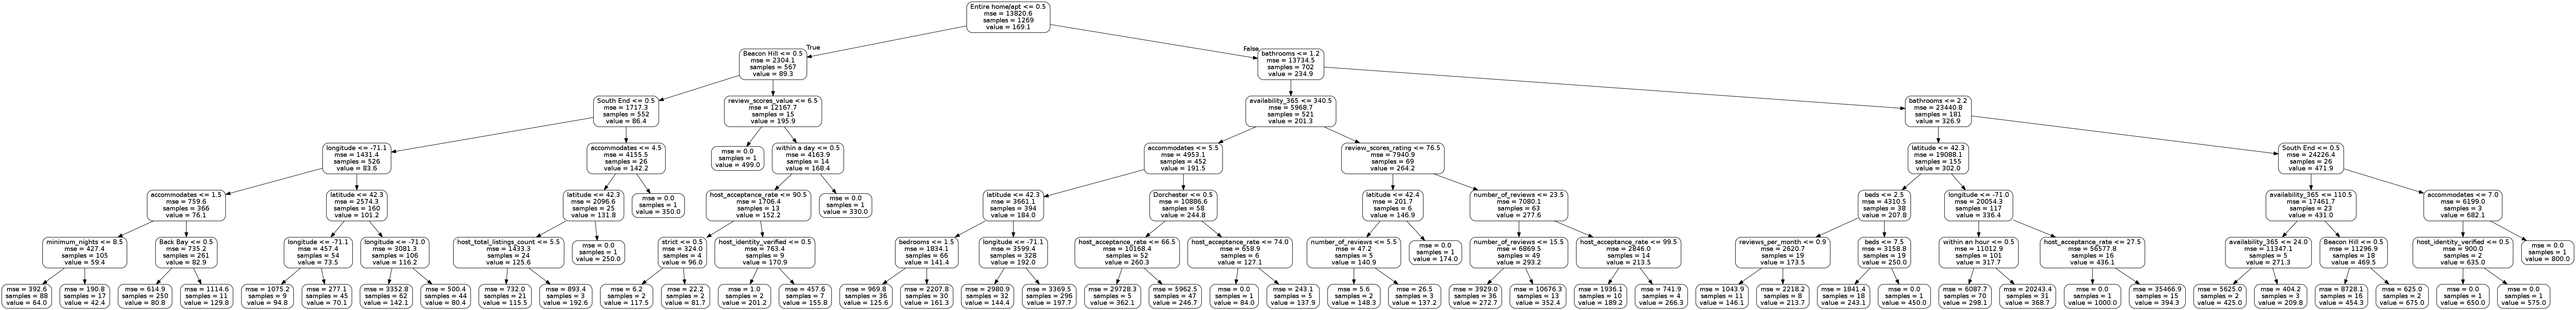 Entire home/apt <= 0.5
mse = 13820.6
samples = 1269
value = 169.1
True
False
Beacon Hill <= 0.5
mse = 2304.1
samples = 567
value = 89.3
bathrooms <= 1.2
mse = 13734.5
samples = 702
value = 234.9
South End <= 0.5
mse = 1717.3
samples = 552
value = 86.4
review_scores_value <= 6.5
mse = 12167.7
samples = 15
value = 195.9
availability_365 <= 340.5
mse = 5968.7
samples = 521
value = 201.3
bathrooms <= 2.2
mse = 23440.8
samples = 181
value = 326.9
longitude <= -71.1
mse = 1431.4
samples = 526
value = 83.6
accommodates <= 4.5
mse = 4155.5
samples = 26
value = 142.2
mse = 0.0
samples = 1
value = 499.0
within a day <= 0.5
mse = 4163.9
samples = 14
value = 168.4
accommodates <= 5.5
mse = 4953.1
samples = 452
value = 191.5
review_scores_rating <= 76.5
mse = 7940.9
samples = 69
value = 264.2
latitude <= 42.3
mse = 19088.1
samples = 155
value = 302.0
South End <= 0.5
mse = 24226.4
samples = 26
value = 471.9
accommodates <= 1.5
mse = 759.6
samples = 366
value = 76.1
latitude <= 42.3
mse = 2574.3
samples = 160
value = 101.2
latitude <= 42.3
mse = 2096.6
samples = 25
value = 131.8
mse = 0.0
samples = 1
value = 350.0
host_acceptance_rate <= 90.5
mse = 1706.4
samples = 13
value = 152.2
mse = 0.0
samples = 1
value = 330.0
latitude <= 42.3
mse = 3661.1
samples = 394
value = 184.0
Dorchester <= 0.5
mse = 10886.6
samples = 58
value = 244.8
latitude <= 42.4
mse = 201.7
samples = 6
value = 146.9
number_of_reviews <= 23.5
mse = 7080.1
samples = 63
value = 277.6
beds <= 2.5
mse = 4310.5
samples = 38
value = 207.8
longitude <= -71.0
mse = 20054.3
samples = 117
value = 336.4
availability_365 <= 110.5
mse = 17461.7
samples = 23
value = 431.0
accommodates <= 7.0
mse = 6199.0
samples = 3
value = 682.1
minimum_nights <= 8.5
mse = 427.4
samples = 105
value = 59.4
Back Bay <= 0.5
mse = 735.2
samples = 261
value = 82.9
longitude <= -71.1
mse = 457.4
samples = 54
value = 73.5
longitude <= -71.0
mse = 3081.3
samples = 106
value = 116.2
host_total_listings_count <= 5.5
mse = 1433.3
samples = 24
value = 125.6
mse = 0.0
samples = 1
value = 250.0
strict <= 0.5
mse = 324.0
samples = 4
value = 96.0
host_identity_verified <= 0.5
mse = 763.4
samples = 9
value = 170.9
bedrooms <= 1.5
mse = 1834.1
samples = 66
value = 141.4
longitude <= -71.1
mse = 3599.4
samples = 328
value = 192.0
host_acceptance_rate <= 66.5
mse = 10168.4
samples = 52
value = 260.3
host_acceptance_rate <= 74.0
mse = 658.9
samples = 6
value = 127.1
number_of_reviews <= 5.5
mse = 47.2
samples = 5
value = 140.9
mse = 0.0
samples = 1
value = 174.0
number_of_reviews <= 15.5
mse = 6869.5
samples = 49
value = 293.2
host_acceptance_rate <= 99.5
mse = 2846.0
samples = 14
value = 213.5
reviews_per_month <= 0.9
mse = 2620.7
samples = 19
value = 173.5
beds <= 7.5
mse = 3158.8
samples = 19
value = 250.0
within an hour <= 0.5
mse = 11012.9
samples = 101
value = 317.7
host_acceptance_rate <= 27.5
mse = 56577.8
samples = 16
value = 436.1
availability_365 <= 24.0
mse = 11347.1
samples = 5
value = 271.3
Beacon Hill <= 0.5
mse = 11296.9
samples = 18
value = 469.5
host_identity_verified <= 0.5
mse = 900.0
samples = 2
value = 635.0
mse = 0.0
samples = 1
value = 800.0
mse = 392.6
samples = 88
value = 64.0
mse = 190.8
samples = 17
value = 42.4
mse = 614.9
samples = 250
value = 80.8
mse = 1114.6
samples = 11
value = 129.8
mse = 1075.2
samples = 9
value = 94.8
mse = 277.1
samples = 45
value = 70.1
mse = 3352.8
samples = 62
value = 142.1
mse = 500.4
samples = 44
value = 80.4
mse = 732.0
samples = 21
value = 115.5
mse = 893.4
samples = 3
value = 192.6
mse = 6.2
samples = 2
value = 117.5
mse = 22.2
samples = 2
value = 81.7
mse = 1.0
samples = 2
value = 201.2
mse = 457.6
samples = 7
value = 155.8
mse = 969.8
samples = 36
value = 125.6
mse = 2207.8
samples = 30
value = 161.3
mse = 2980.9
samples = 32
value = 144.4
mse = 3369.5
samples = 296
value = 197.7
mse = 29728.3
samples = 5
value = 362.1
mse = 5962.5
samples = 47
value = 246.7
mse = 0.0
samples = 1
value = 84.0
mse = 243.1
samples = 5
value = 137.9
mse = 5.6
samples = 2
value = 148.3
mse = 26.5
samples = 3
value = 137.2
mse = 3929.0
samples = 36
value = 272.7
mse = 10676.3
samples = 13
value = 352.4
mse = 1936.1
samples = 10
value = 189.2
mse = 741.9
samples = 4
value = 266.3
mse = 1043.9
samples = 11
value = 146.1
mse = 2218.2
samples = 8
value = 213.7
mse = 1841.4
samples = 18
value = 243.1
mse = 0.0
samples = 1
value = 450.0
mse = 6087.7
samples = 70
value = 298.1
mse = 20243.4
samples = 31
value = 368.7
mse = 0.0
samples = 1
value = 1000.0
mse = 35466.9
samples = 15
value = 394.3
mse = 5625.0
samples = 2
value = 425.0
mse = 404.2
samples = 3
value = 209.8
mse = 8728.1
samples = 16
value = 454.3
mse = 625.0
samples = 2
value = 675.0
mse = 0.0
samples = 1
value = 650.0
mse = 0.0
samples = 1
value = 575.0